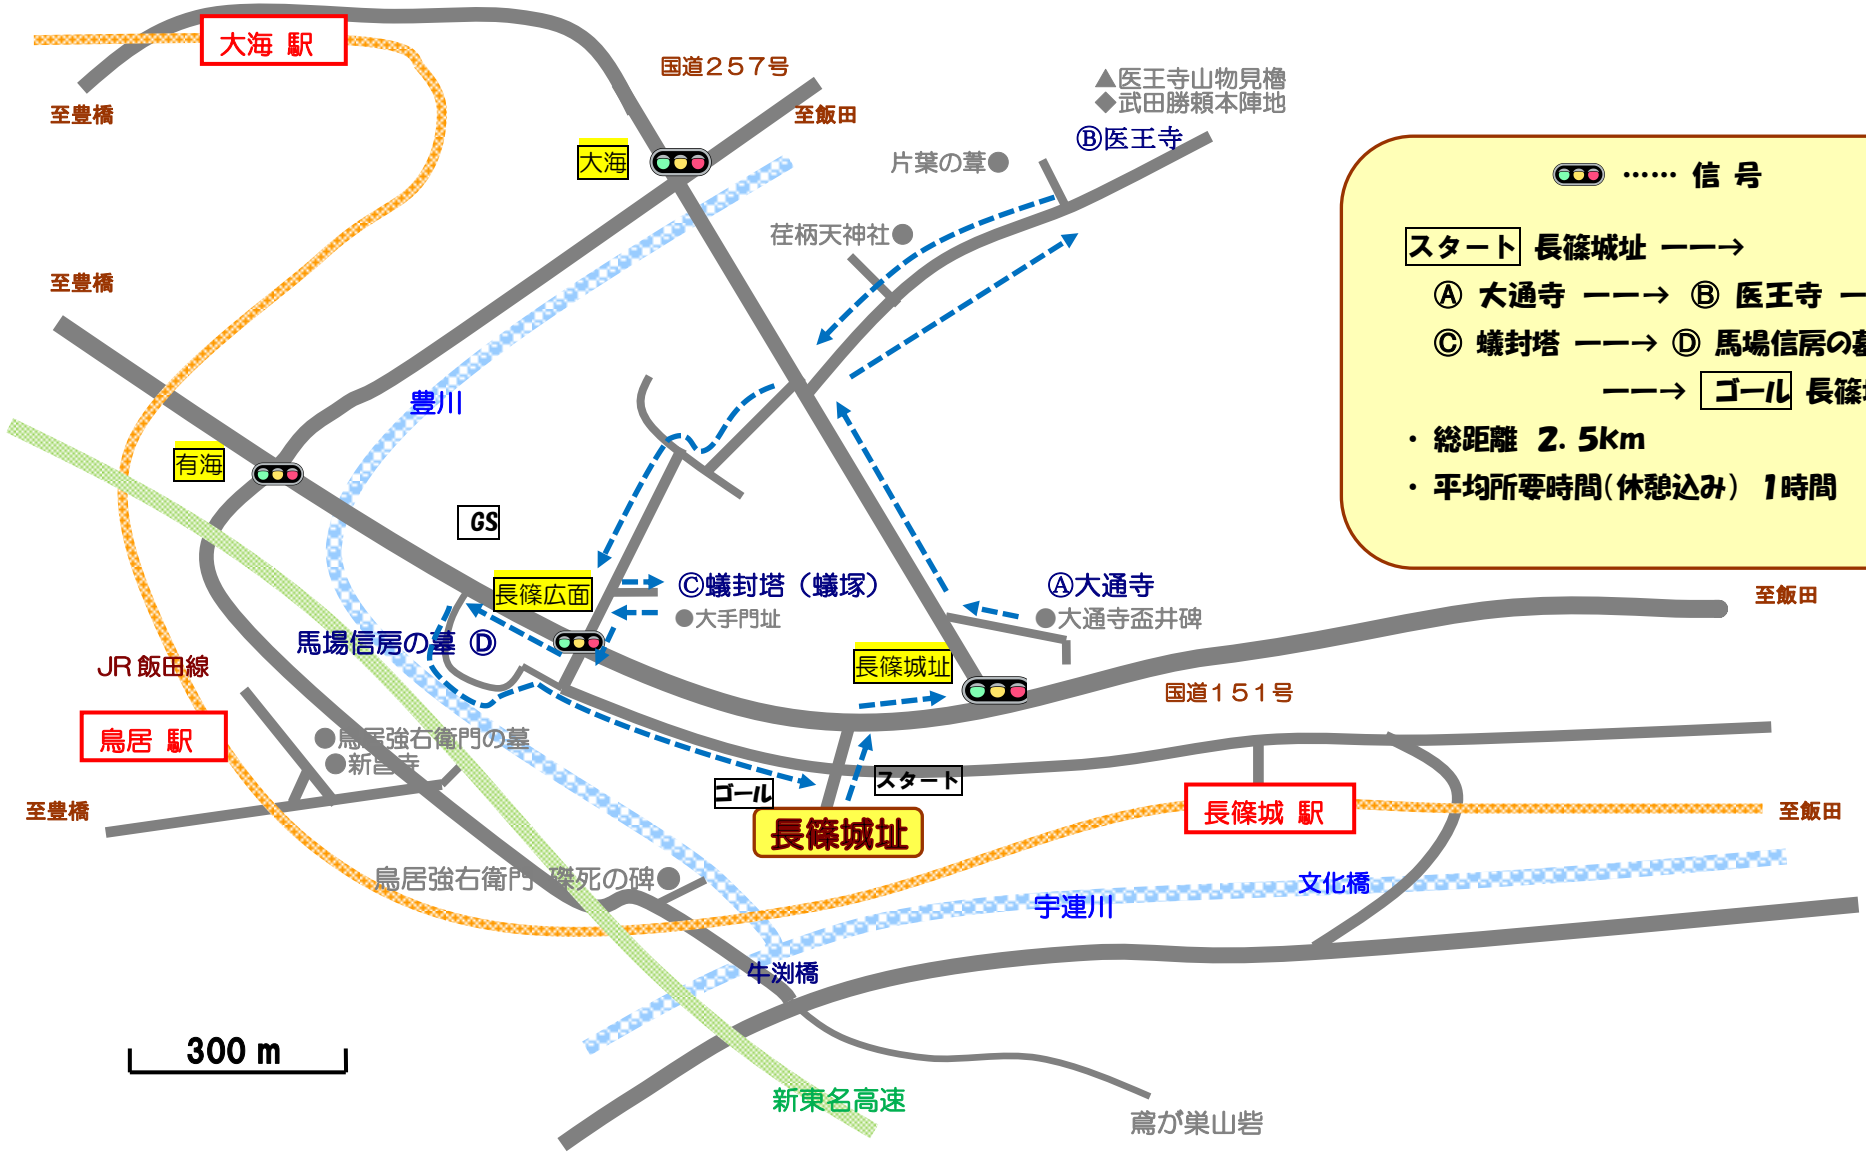 大海 駅
国道257号
▲医王寺山物見櫓
◆武田勝頼本陣地
至豊橋
至飯田
Ⓑ医王寺
大海
片葉の葦●
…… 信 号
荏柄天神社●
スタート 長篠城址 ーー→
至豊橋
Ⓐ 大通寺 ーー→ Ⓑ 医王寺 ー
Ⓒ 蟻封塔 ーー→ Ⓓ 馬場信房の墓
ーー→ ゴール 長篠
豊川
・ 総距離 2.5km
有海
・ 平均所要時間(休憩込み) 1時間
GS
長篠広面
Ⓒ蟻封塔(蟻塚)
Ⓐ大通寺
至飯田
●大手門址
●大通寺盃井碑
馬場信房の墓 Ⓓ
JR飯田線
長篠城址
国道151号
鳥居 駅
●鳥居強右衛門の墓
●新昌寺
スタート
ゴール
至豊橋
長篠城 駅
至飯田
長篠城址
鳥居強右衛門 磔死の碑●
文化橋
宇連川
牛渕橋
300m
新東名高速
鳶が巣山砦